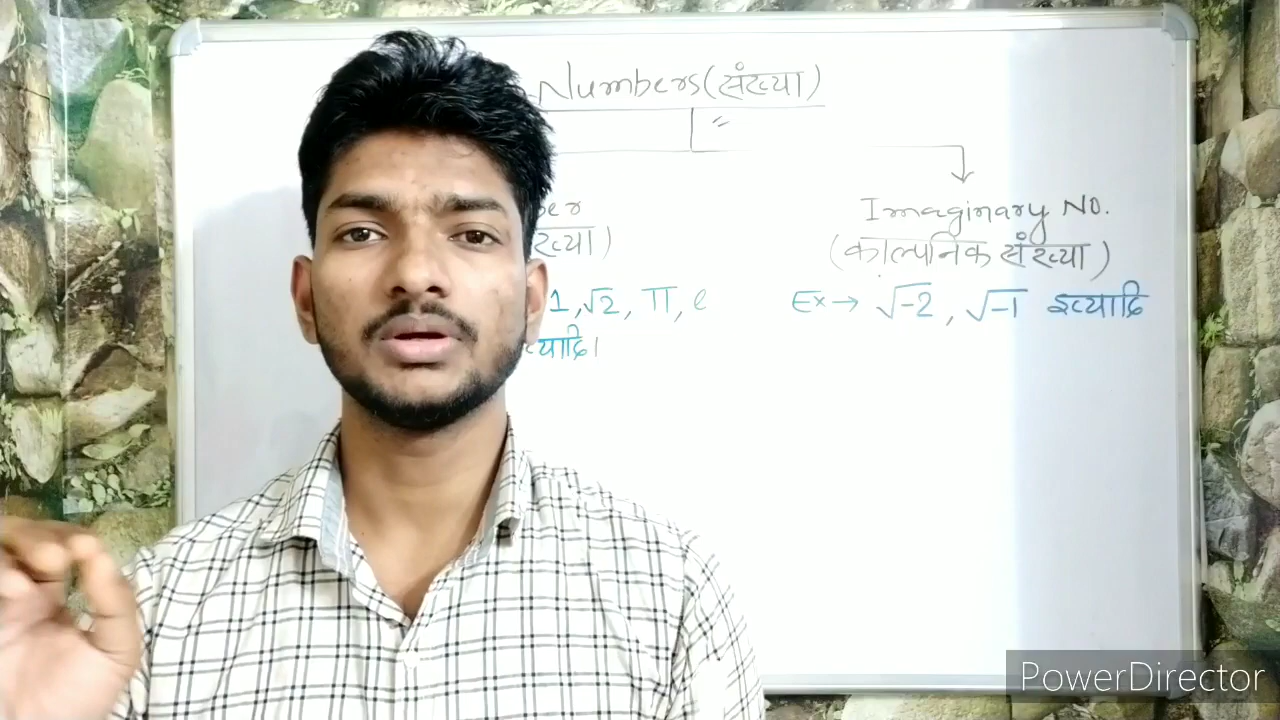 Numbers (संख्या)
Imaginary NO.
(काल्पनिक संख्या)
1, √2, π, e
Ex → √-2, √-1 इत्यादि
PowerDirector